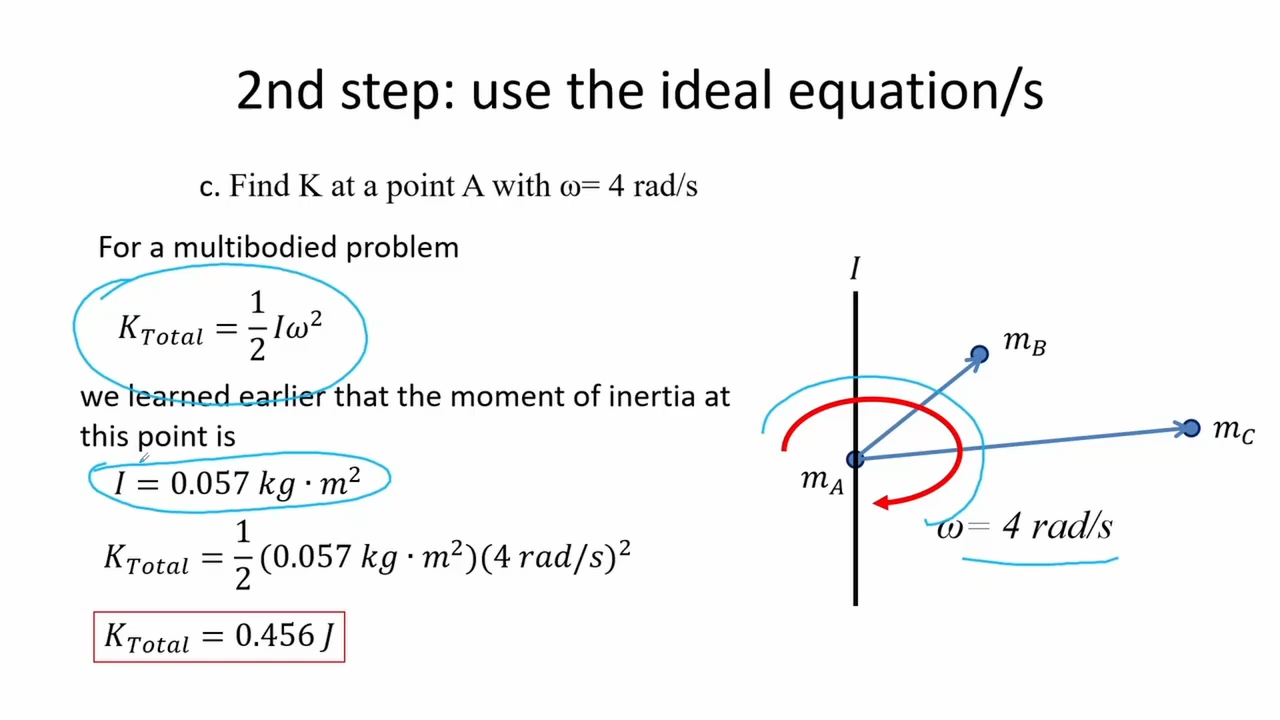 2nd step: use the ideal equation/s
c. Find K at a point A with ω= 4 rad/s
For a multibodied problem
K_Total = 1/2 Iω²
we learned earlier that the moment of inertia at
this point is
I = 0.057 kg · m²
K_Total = 1/2 (0.057 kg · m²)(4 rad/s)²
K_Total = 0.456 J
I
m_B
m_C
m_A
ω= 4 rad/s